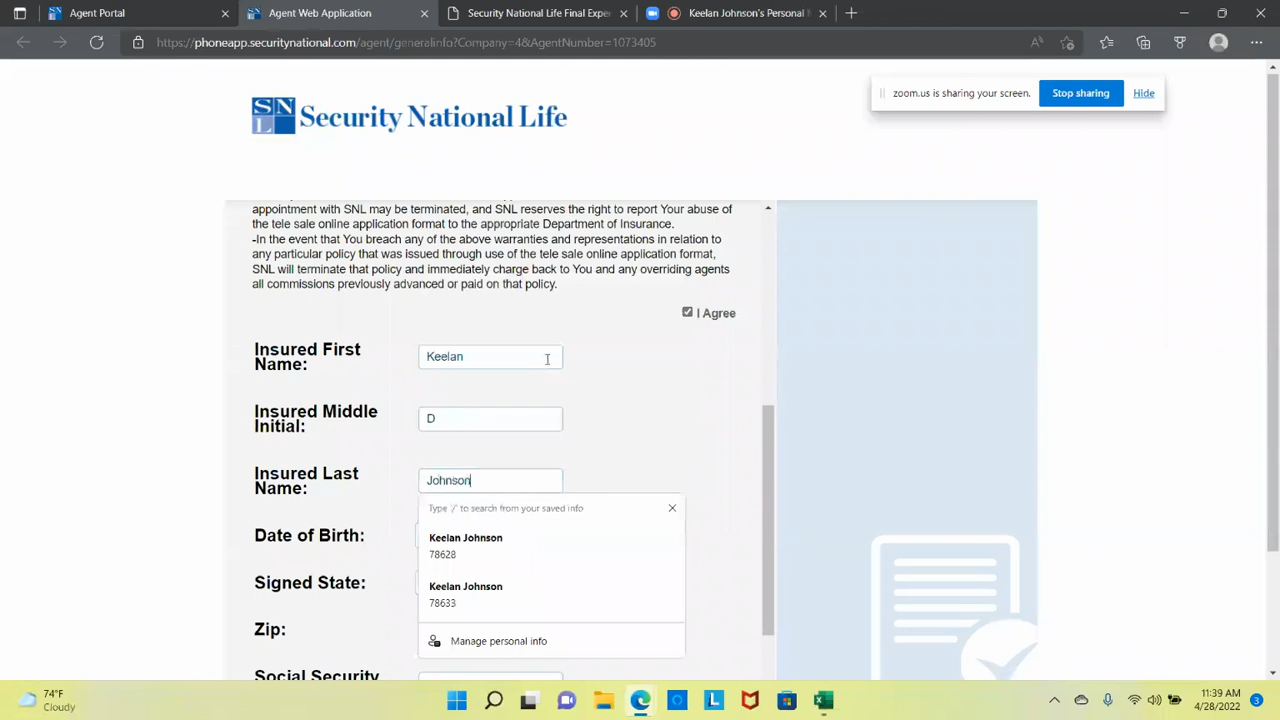 Agent Portal
Agent Web Application
Security National Life Final Expe
Keelan Johnson's Personal M
https://phoneapp.securitynational.com/agent/generalinfo?Company=4&AgentNumber=1073405
zoom.us is sharing your screen.
Stop sharing
Hide
SNL
Security National Life
appointment with SNL may be terminated, and SNL reserves the right to report Your abuse of
the tele sale online application format to the appropriate Department of Insurance.
-In the event that You breach any of the above warranties and representations in relation to
any particular policy that was issued through use of the tele sale online application format,
SNL will terminate that policy and immediately charge back to You and any overriding agents
all commissions previously advanced or paid on that policy.
I Agree
Insured First
Name:
Keelan
Insured Middle
Initial:
D
Insured Last
Name:
Johnson
Type '/' to search from your saved info
Keelan Johnson
78628
Keelan Johnson
78633
Manage personal info
Date of Birth:
Signed State:
Zip:
Social Security
74°F
Cloudy
L
11:39 AM
4/28/2022
3